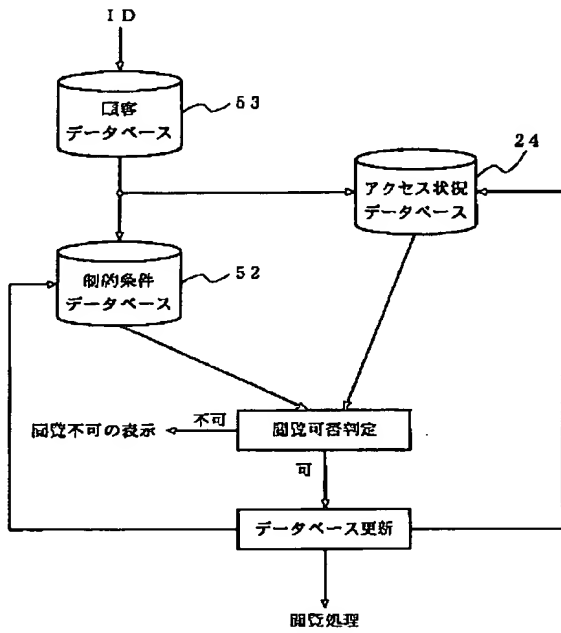 ID
顧客
データベース
53
24
アクセス状況
データベース
制約条件
データベース
52
閲覧不可の表示
不可
閲覧可否判定
可
データベース更新
閲覧処理